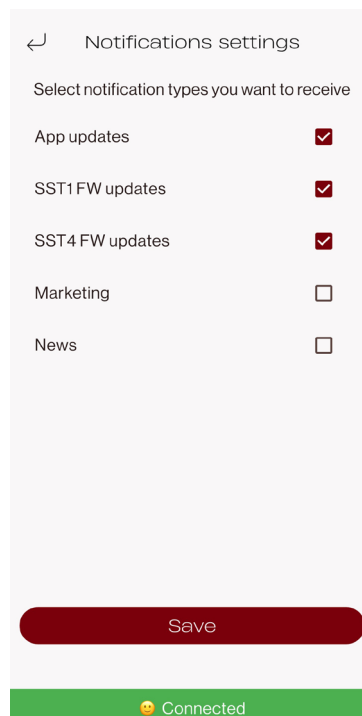 Notifications settings
Select notification types you want to receive
App updates
SST1 FW updates
SST4 FW updates
Marketing
News
Save
🙂 Connected